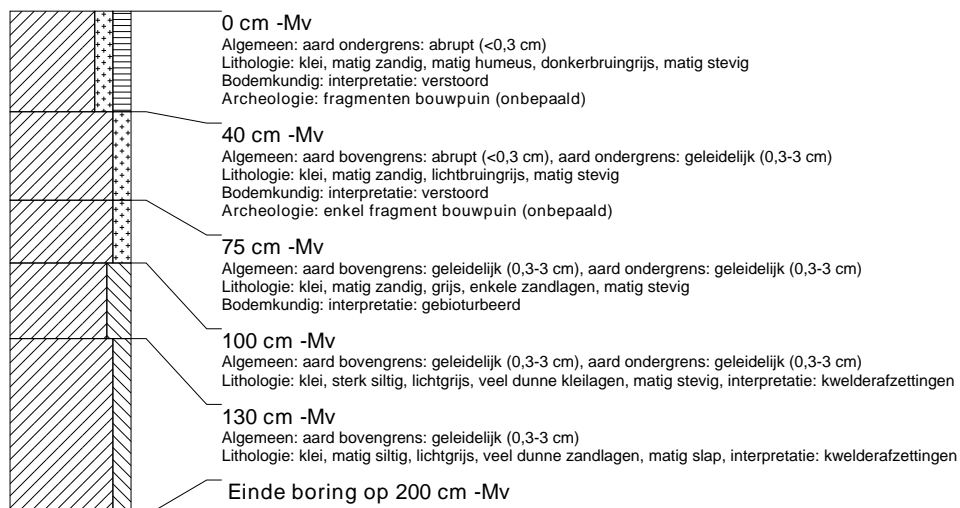 0 cm -Mv
Algemeen: aard ondergrens: abrupt (<0,3 cm)
Lithologie: klei, matig zandig, matig humeus, donkerbruingrijs, matig stevig
Bodemkundig: interpretatie: verstoord
Archeologie: fragmenten bouwpuin (onbepaald)
40 cm -Mv
Algemeen: aard bovengrens: abrupt (<0,3 cm), aard ondergrens: geleidelijk (0,3-3 cm)
Lithologie: klei, matig zandig, lichtbruingrijs, matig stevig
Bodemkundig: interpretatie: verstoord
Archeologie: enkel fragment bouwpuin (onbepaald)
75 cm -Mv
Algemeen: aard bovengrens: geleidelijk (0,3-3 cm), aard ondergrens: geleidelijk (0,3-3 cm)
Lithologie: klei, matig zandig, grijs, enkele zandlagen, matig stevig
Bodemkundig: interpretatie: gebioturbeerd
100 cm -Mv
Algemeen: aard bovengrens: geleidelijk (0,3-3 cm), aard ondergrens: geleidelijk (0,3-3 cm)
Lithologie: klei, sterk siltig, lichtgrijs, veel dunne kleilagen, matig stevig, interpretatie: kwelderafzettingen
130 cm -Mv
Algemeen: aard bovengrens: geleidelijk (0,3-3 cm)
Lithologie: klei, matig siltig, lichtgrijs, veel dunne zandlagen, matig slap, interpretatie: kwelderafzettingen
Einde boring op 200 cm -Mv